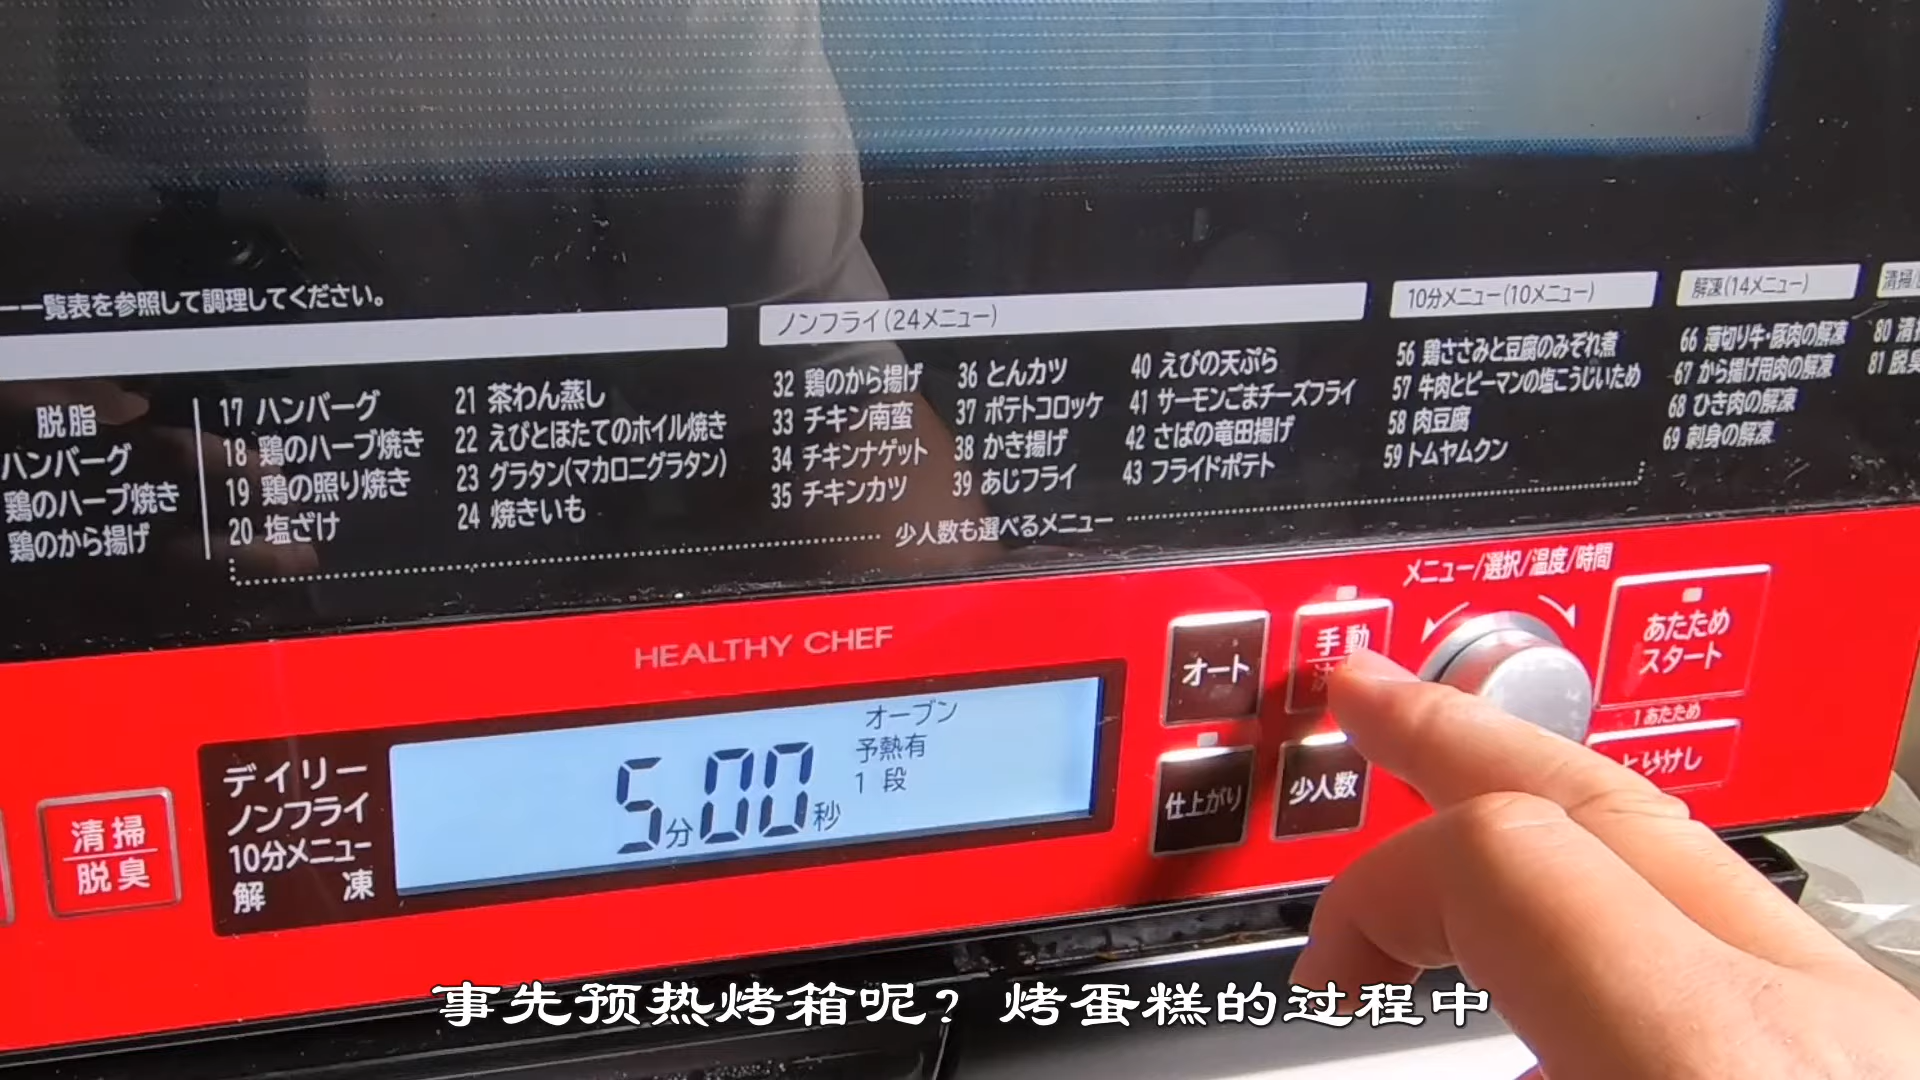 ー一覧表を参照して調理してください。
ノンフライ(24メニュー)
10分メニュー(10メニュー)
解凍(14メニュー)
脱脂
ハンバーグ
鶏のハーブ焼き
鶏のから揚げ
17 ハンバーグ
18 鶏のハーブ焼き
19 鶏の照り焼き
20 塩ざけ
21 茶わん蒸し
22 えびとほたてのホイル焼き
23 グラタン(マカロニグラタン)
24 焼きいも
32 鶏のから揚げ
33 チキン南蛮
34 チキンナゲット
35 チキンカツ
36 とんカツ
37 ポテトコロッケ
38 かき揚げ
39 あじフライ
40 えびの天ぷら
41 サーモンごまチーズフライ
42 さばの竜田揚げ
43 フライドポテト
56 鶏ささみと豆腐のみぞれ煮
57 牛肉とピーマンの塩こうじいため
58 肉豆腐
59 トムヤムクン
66 薄切り牛・豚肉の解凍
67 から揚げ用肉の解凍
68 ひき肉の解凍
69 刺身の解凍
80 清掃
81 脱臭
少人数も選べるメニュー
HEALTHY CHEF
メニュー/選択/温度/時間
オート
手動
あたため
スタート
1あたため
とりけし
仕上がり
少人数
清掃
脱臭
デイリー
ノンフライ
10分メニュー
解凍
オーブン
予熱有
1 段
5分00秒
事先预热烤箱呢？烤蛋糕的过程中